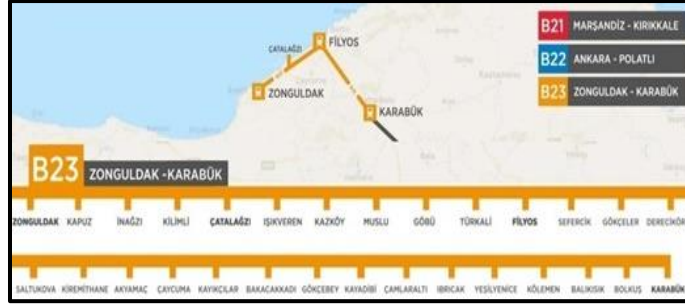 B21 MARŞANDİZ - KIRIKKALE
FİLYOS
ÇATALAĞZI
B22 ANKARA - POLATLI
ZONGULDAK
B23 ZONGULDAK - KARABÜK
KARABÜK
B23 ZONGULDAK -KARABÜK
ZONGULDAK KAPUZ İNAĞZI KİLİMLİ ÇATALAĞZI IŞIKVEREN KAZKÖY MUSLU GÖBÜ TÜRKALİ FİLYOS SEFERCİK GÖKÇELER DERECİKÖR
SALTUKOVA KİREMİTHANE AKYAMAÇ ÇAYCUMA KAYIKÇILAR BAKACAKKADI GÖKÇEBEY KAYADİBİ ÇAMLARALTI IBRICAK YEŞİLYENİCE KÖLEMEN BALIKISIK BOLKUŞ KARABÜK